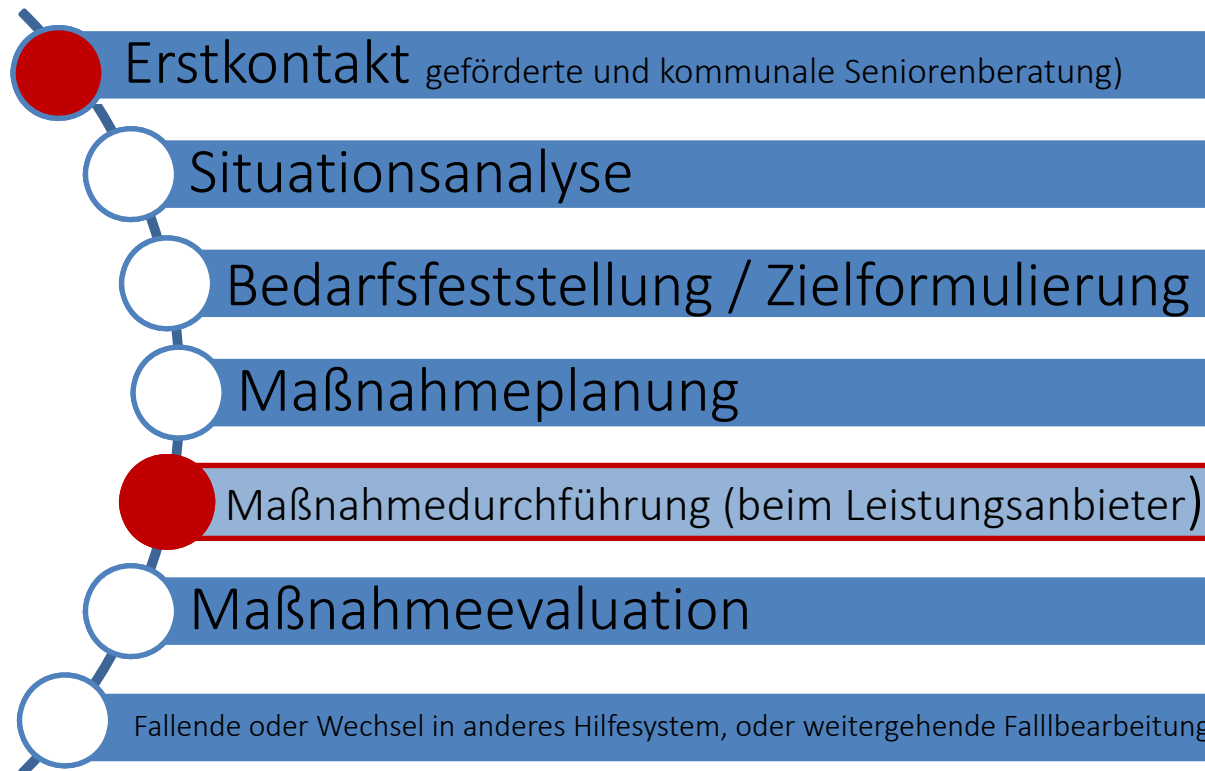 Erstkontakt geförderte und kommunale Seniorenberatung)
Situationsanalyse
Bedarfsfeststellung / Zielformulierung
Maßnahmeplanung
Maßnahmedurchführung (beim Leistungsanbieter)
Maßnahmeevaluation
Fallende oder Wechsel in anderes Hilfesystem, oder weitergehende Falllbearbeitung